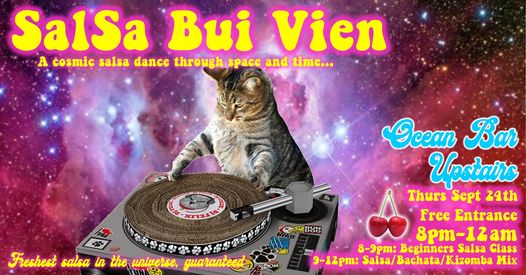 SalSa Bui Vien
A cosmic salsa dance through space and time...
Ocean Bar
Upstairs
Thurs Sept 24th
Free Entrance
8pm-12am
8-9pm: Beginners Salsa Class
9-12pm: Salsa/Bachata/Kizomba Mix
Freshest salsa in the universe, guaranteed